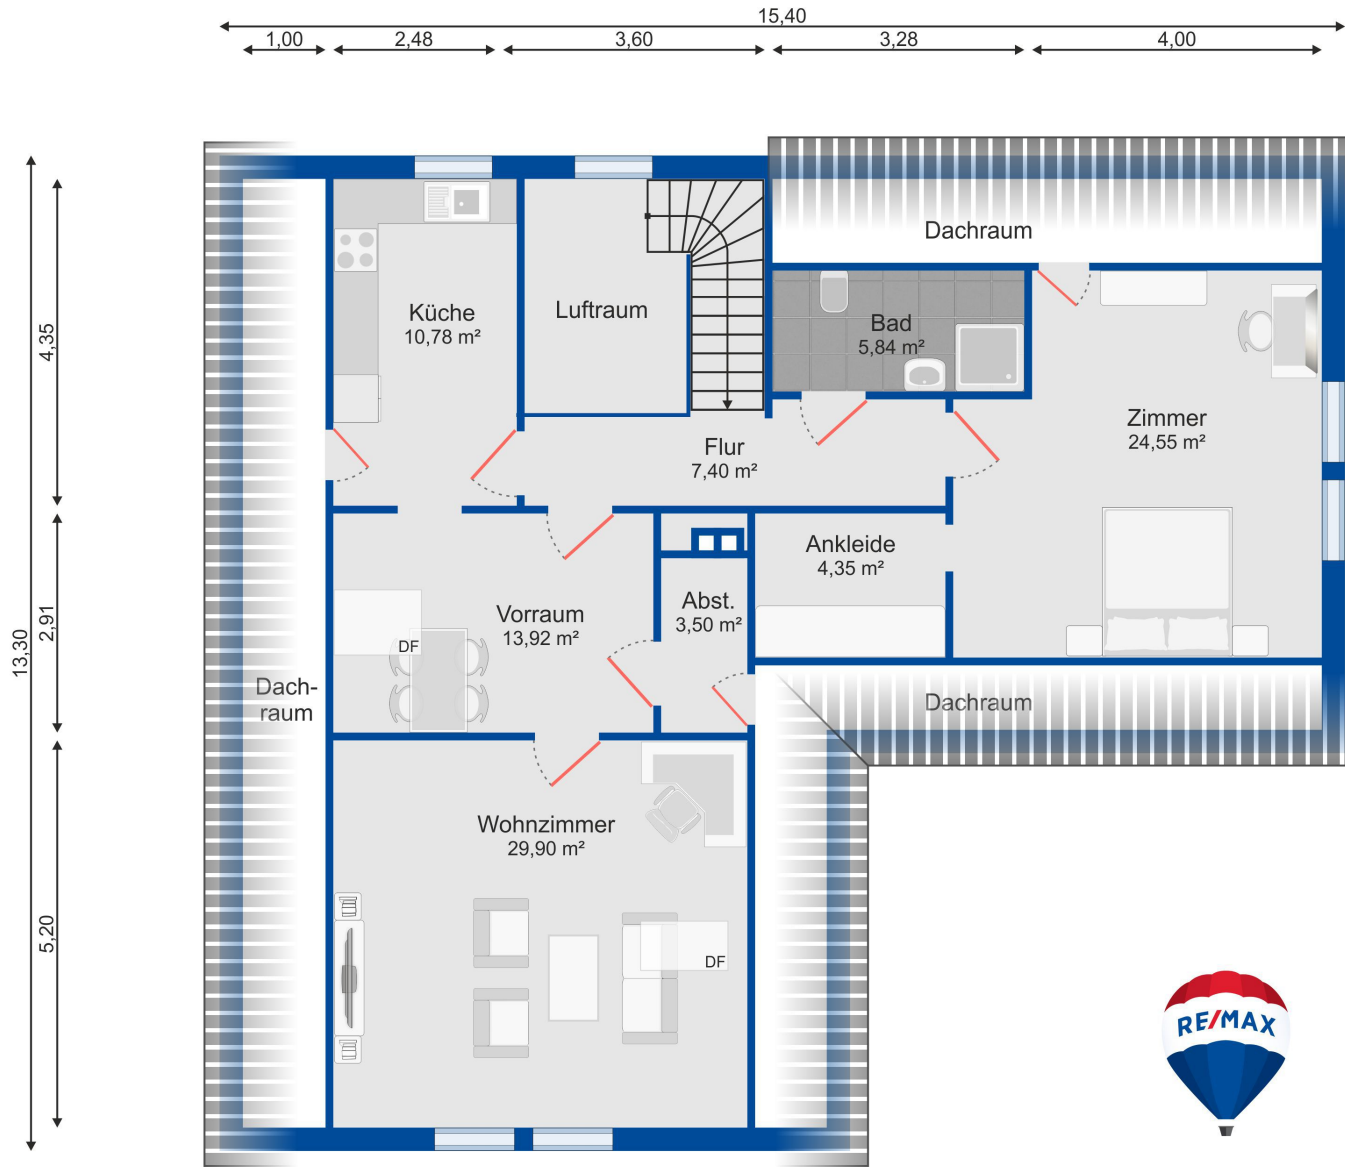 15,40
1,00
2,48
3,60
3,28
4,00
13,30
4,35
2,91
5,20
Dachraum
Küche
10,78 m²
Luftraum
Bad
5,84 m²
Zimmer
24,55 m²
Flur
7,40 m²
Ankleide
4,35 m²
Abst.
3,50 m²
Vorraum
13,92 m²
DF
Dach-
raum
Dachraum
Wohnzimmer
29,90 m²
DF
RE/MAX